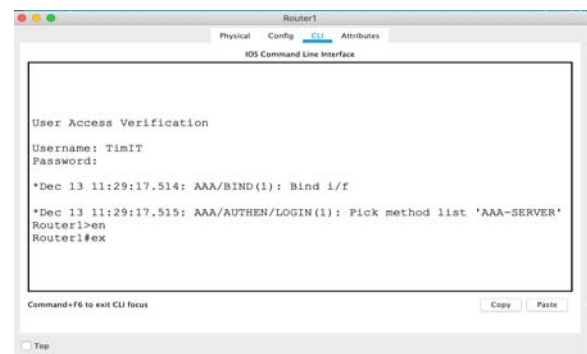 Router1
Physical Config CLI Attributes
IOS Command Line Interface
User Access Verification
Username: TimIT
Password:
*Dec 13 11:29:17.514: AAA/BIND(1): Bind i/f
*Dec 13 11:29:17.515: AAA/AUTHEN/LOGIN(1): Pick method list 'AAA-SERVER'
Router1>en
Router1#ex
Command+F6 to exit CLI focus
Copy Paste
Top